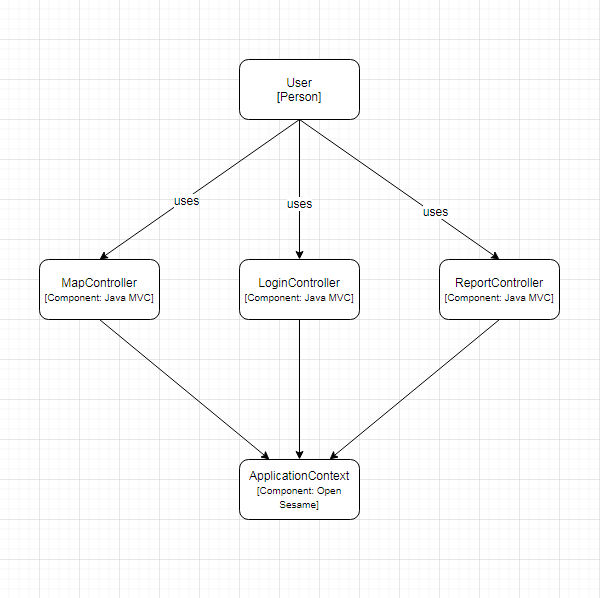 User
[Person]
uses
uses
uses
MapController
[Component: Java MVC]
LoginController
[Component: Java MVC]
ReportController
[Component: Java MVC]
ApplicationContext
[Component: Open
Sesame]